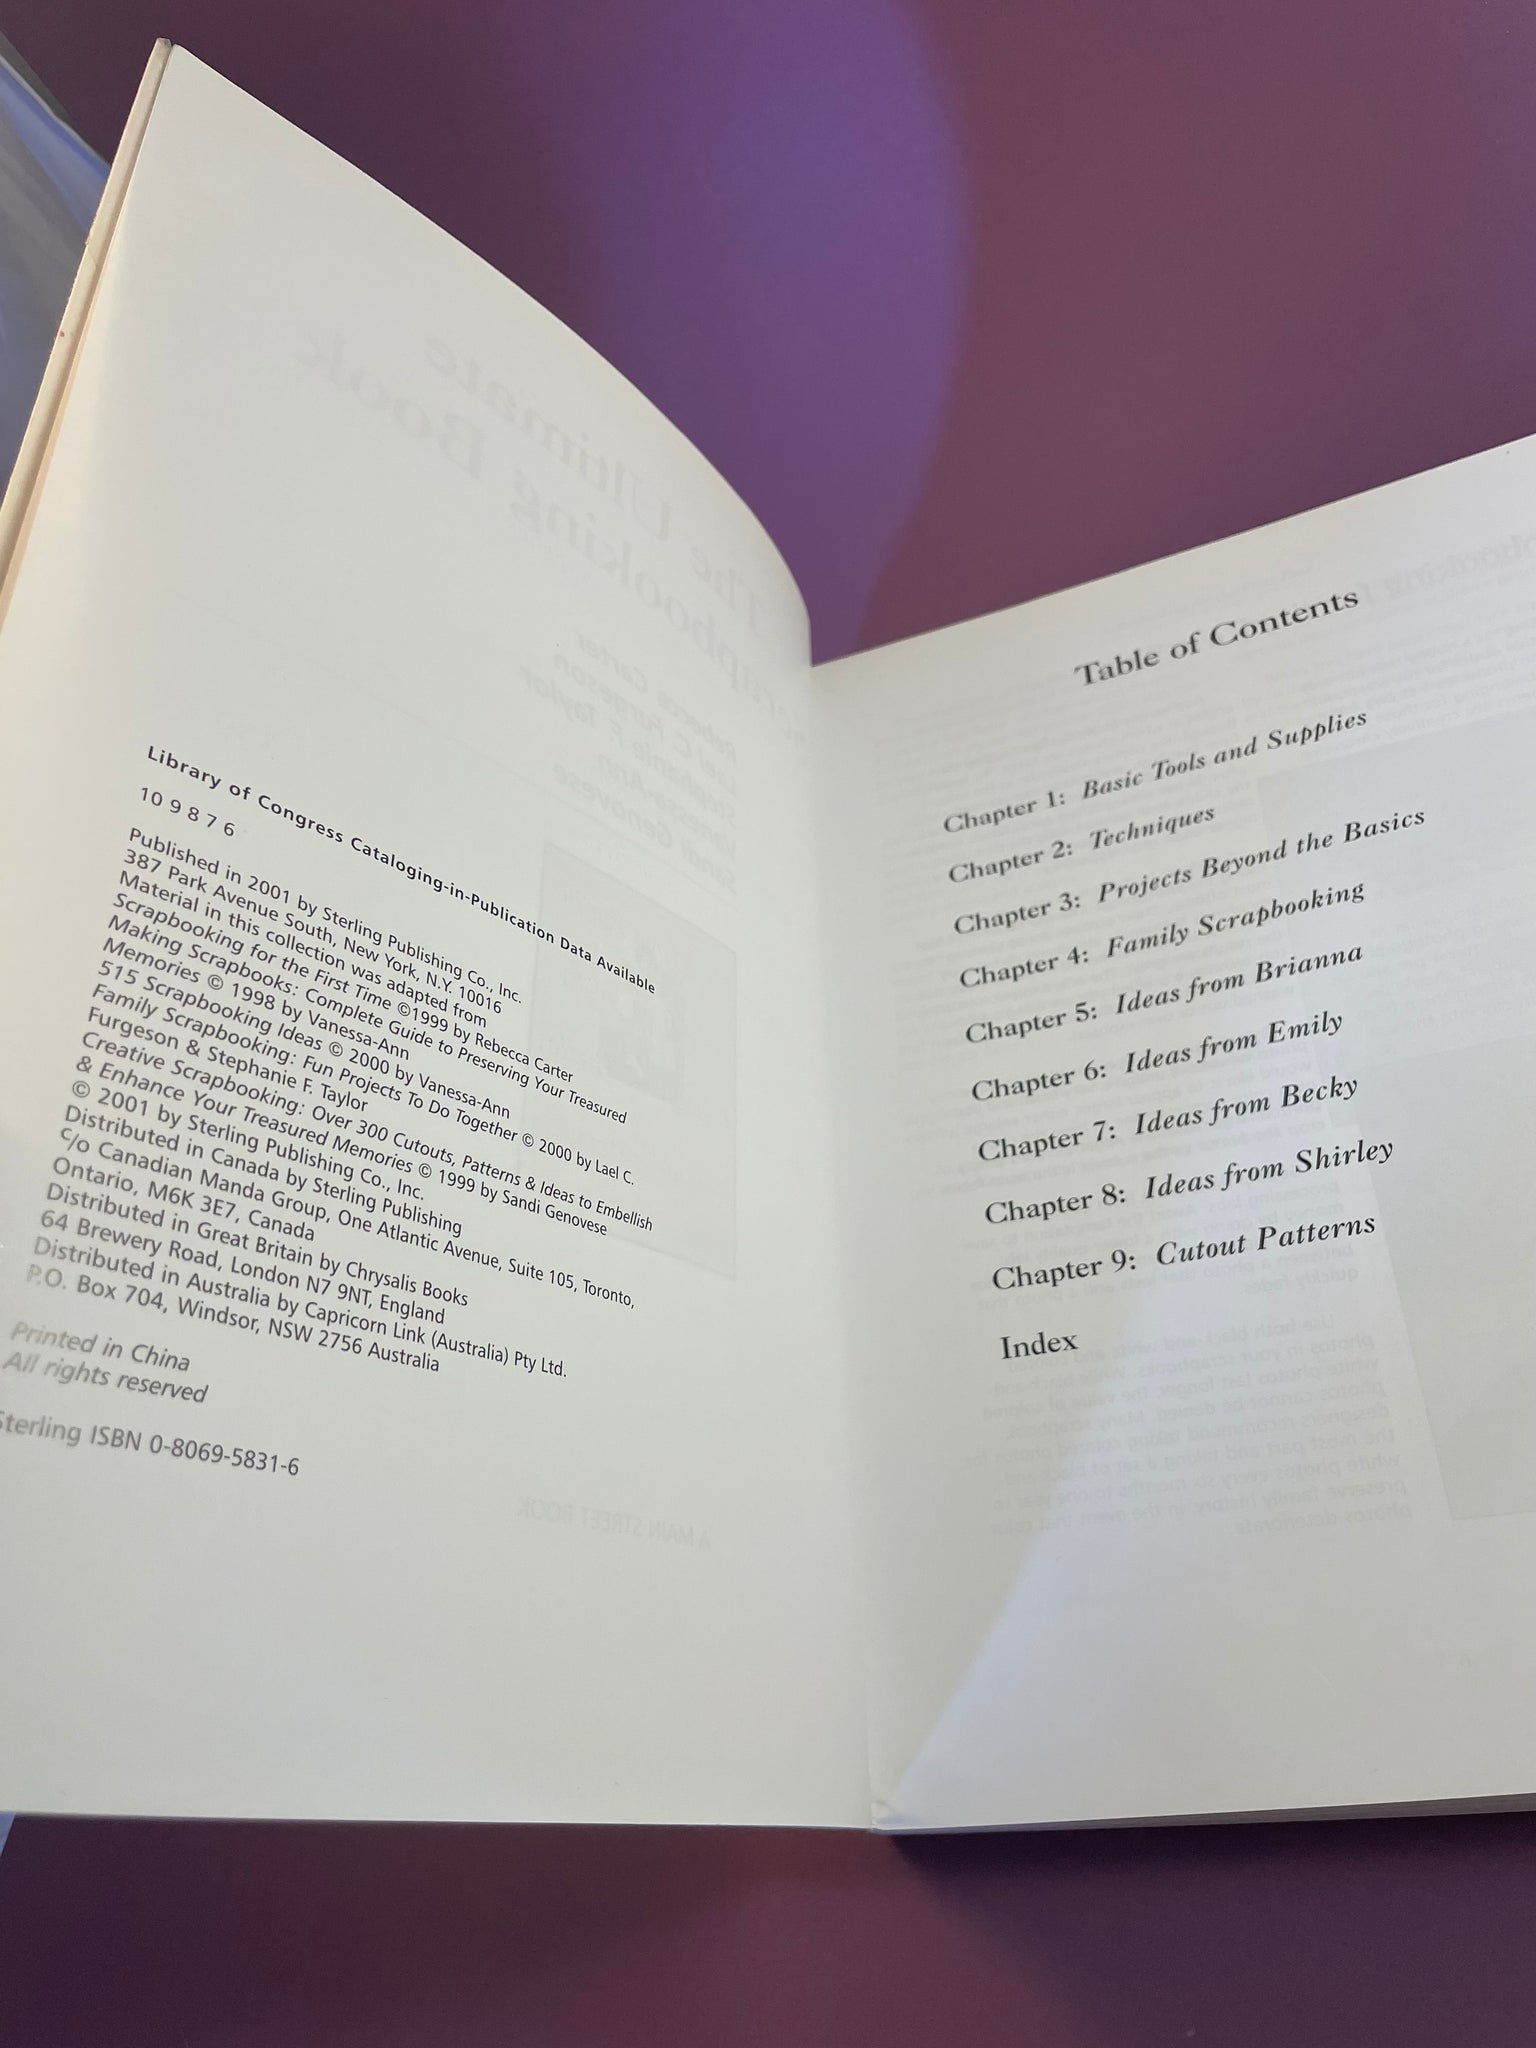 Library of Congress Cataloging-in-Publication Data Available
10 9 8 7 6
Published in 2001 by Sterling Publishing Co., Inc.
387 Park Avenue South, New York, N.Y. 10016
Material in this collection was adapted from
Scrapbooking for the First Time ©1999 by Rebecca Carter
Making Scrapbooks: Complete Guide to Preserving Your Treasured
Memories © 1998 by Vanessa-Ann
515 Scrapbooking Ideas © 2000 by Vanessa-Ann
Family Scrapbooking: Fun Projects To Do Together © 2000 by Lael C.
Furgeson & Stephanie F. Taylor
Creative Scrapbooking: Over 300 Cutouts, Patterns & Ideas to Embellish
& Enhance Your Treasured Memories © 1999 by Sandi Genovese
© 2001 by Sterling Publishing Co., Inc.
Distributed in Canada by Sterling Publishing
c/o Canadian Manda Group, One Atlantic Avenue, Suite 105, Toronto,
Ontario, M6K 3E7, Canada
Distributed in Great Britain by Chrysalis Books
64 Brewery Road, London N7 9NT, England
Distributed in Australia by Capricorn Link (Australia) Pty Ltd.
P.O. Box 704, Windsor, NSW 2756 Australia
Printed in China
All rights reserved
Sterling ISBN 0-8069-5831-6
Table of Contents
Chapter 1: Basic Tools and Supplies
Chapter 2: Techniques
Chapter 3: Projects Beyond the Basics
Chapter 4: Family Scrapbooking
Chapter 5: Ideas from Brianna
Chapter 6: Ideas from Emily
Chapter 7: Ideas from Becky
Chapter 8: Ideas from Shirley
Chapter 9: Cutout Patterns
Index